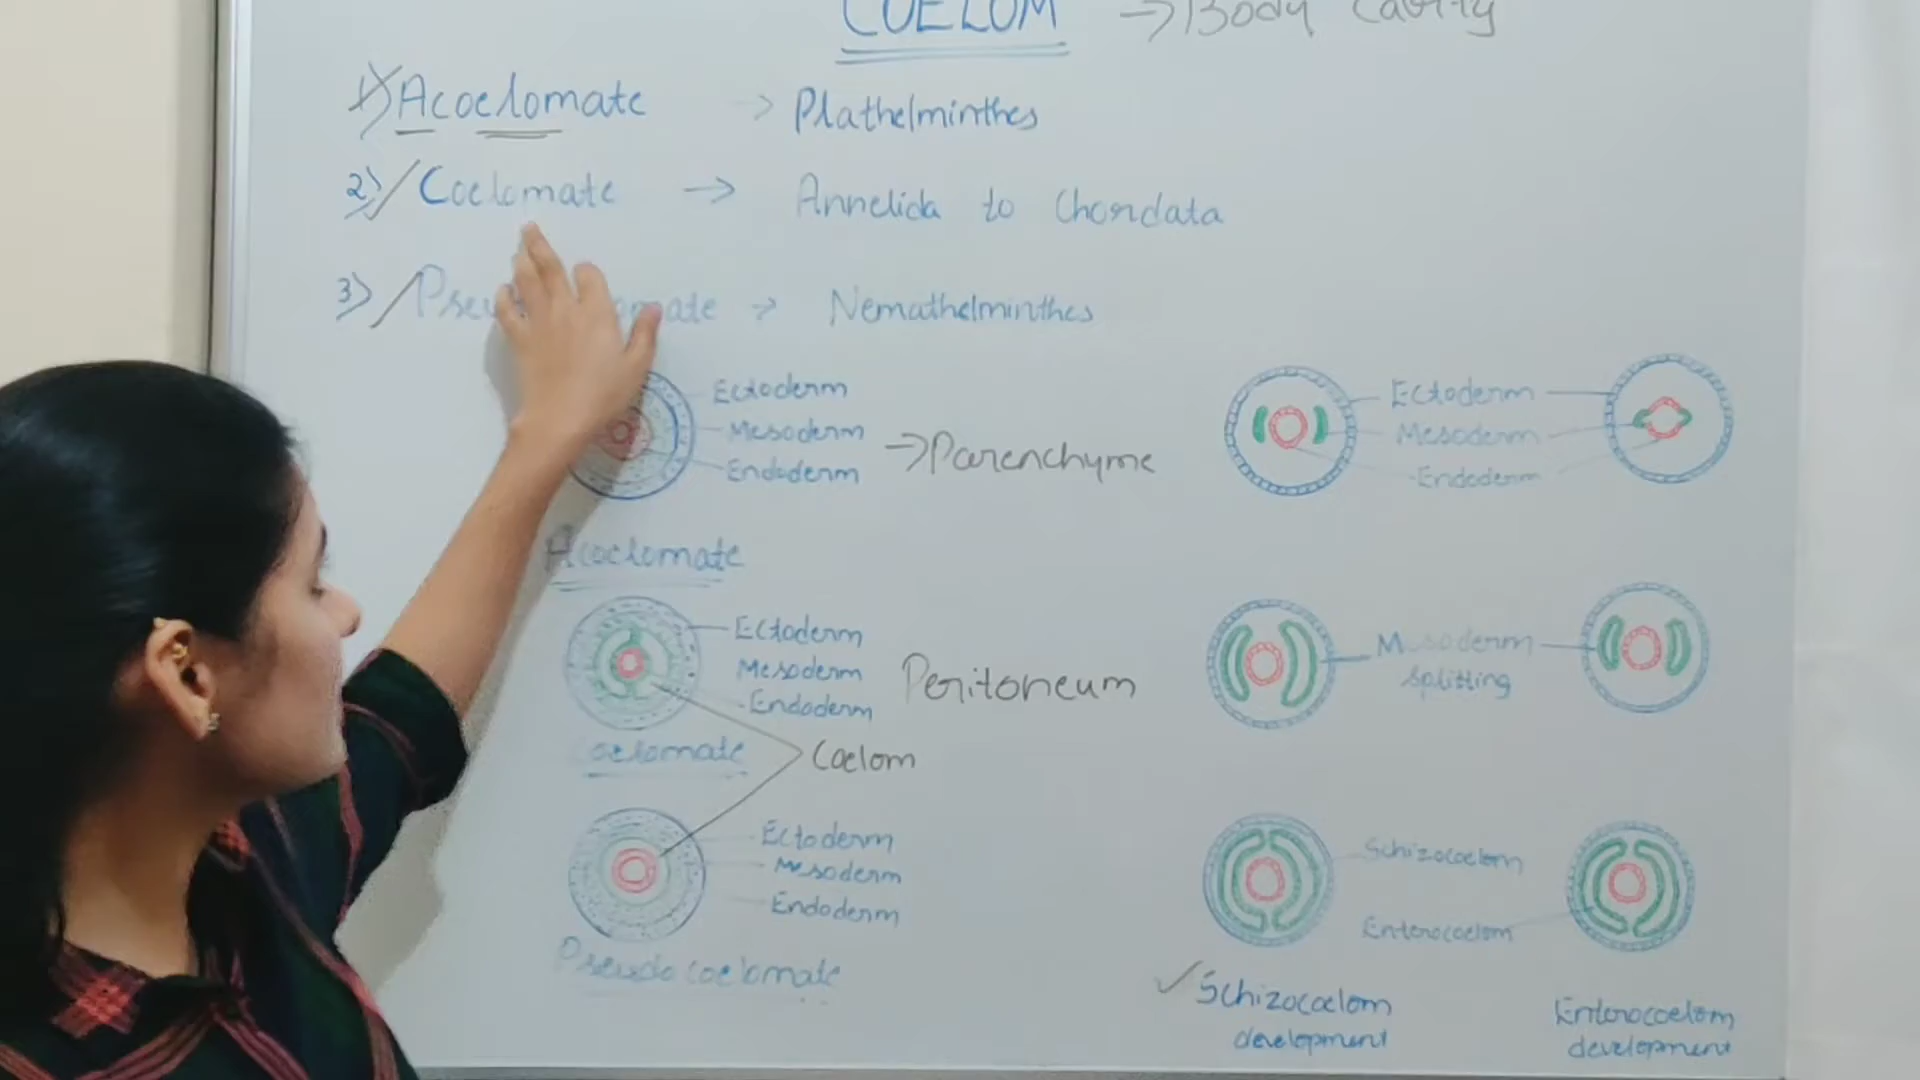 COELOM → Body Cavity
1) Acoelomate → Plathelminthes
2) Coelomate → Annelida to Chordata
3) → Nemathelminthes
Ectoderm
Mesoderm
Endoderm
→ Parenchyme
Acoelomate
Ectoderm
Mesoderm
Endoderm
Peritoneum
Coelomate
Coelom
Ectoderm
Mesoderm
Endoderm
Pseudocoelomate
Ectoderm
Mesoderm
Endoderm
Mesoderm
Splitting
Schizocoelom
Enterocoelom
✓ Schizocoelom
development
Enterocoelom
development